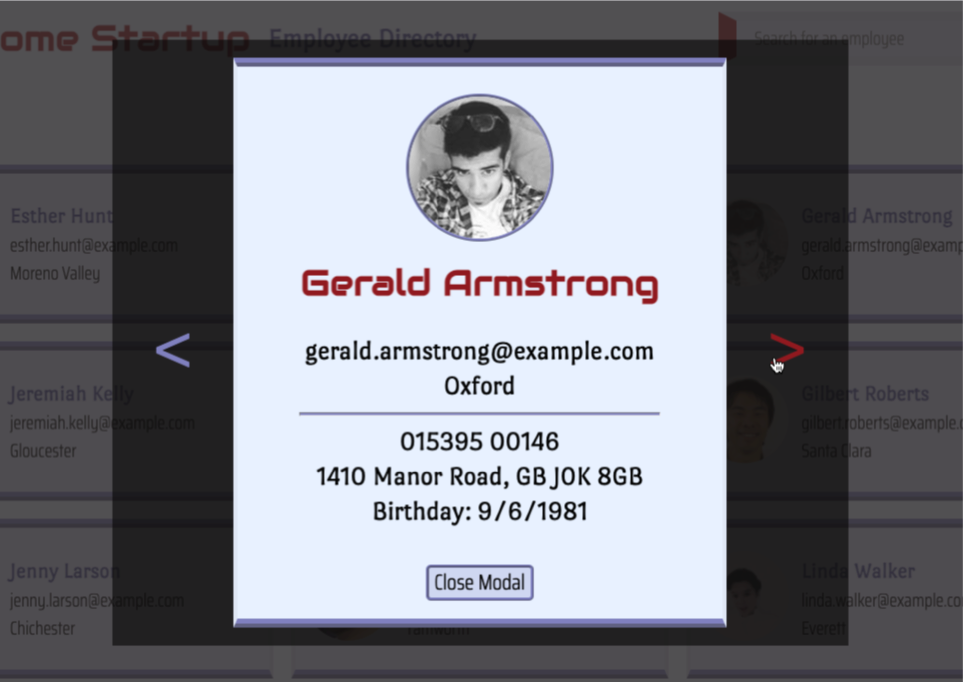 ome Startup Employee Directory
Search for an employee
Esther Hunt
esther.hunt@example.com
Moreno Valley
Jeremiah Kelly
jeremiah.kelly@example.com
Gloucester
Jenny Larson
jenny.larson@example.com
Chichester
<
Gerald Armstrong
gerald.armstrong@example.com
Oxford
015395 00146
1410 Manor Road, GB J0K 8GB
Birthday: 9/6/1981
Close Modal
>
Gerald Armstrong
gerald.armstrong@examp
Oxford
Gilbert Roberts
gilbert.roberts@example.c
Santa Clara
Linda Walker
linda.walker@example.co
Everett